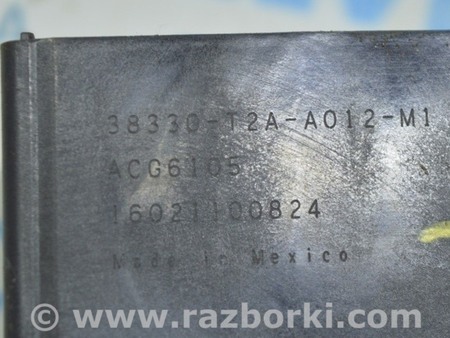 38330-T2A-A012-M1
ACG6105
16021100824
Made in Mexico
© www.razborki.com